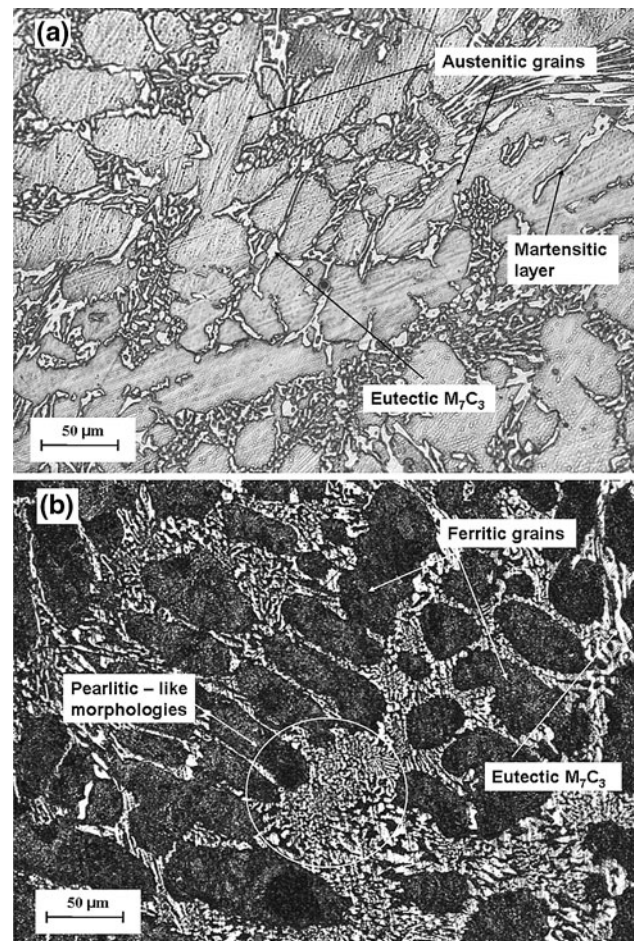 (a)
Austenitic grains
Martensitic
layer
Eutectic M₇C₃
50 µm
(b)
Ferritic grains
Pearlitic – like
morphologies
Eutectic M₇C₃
50 µm